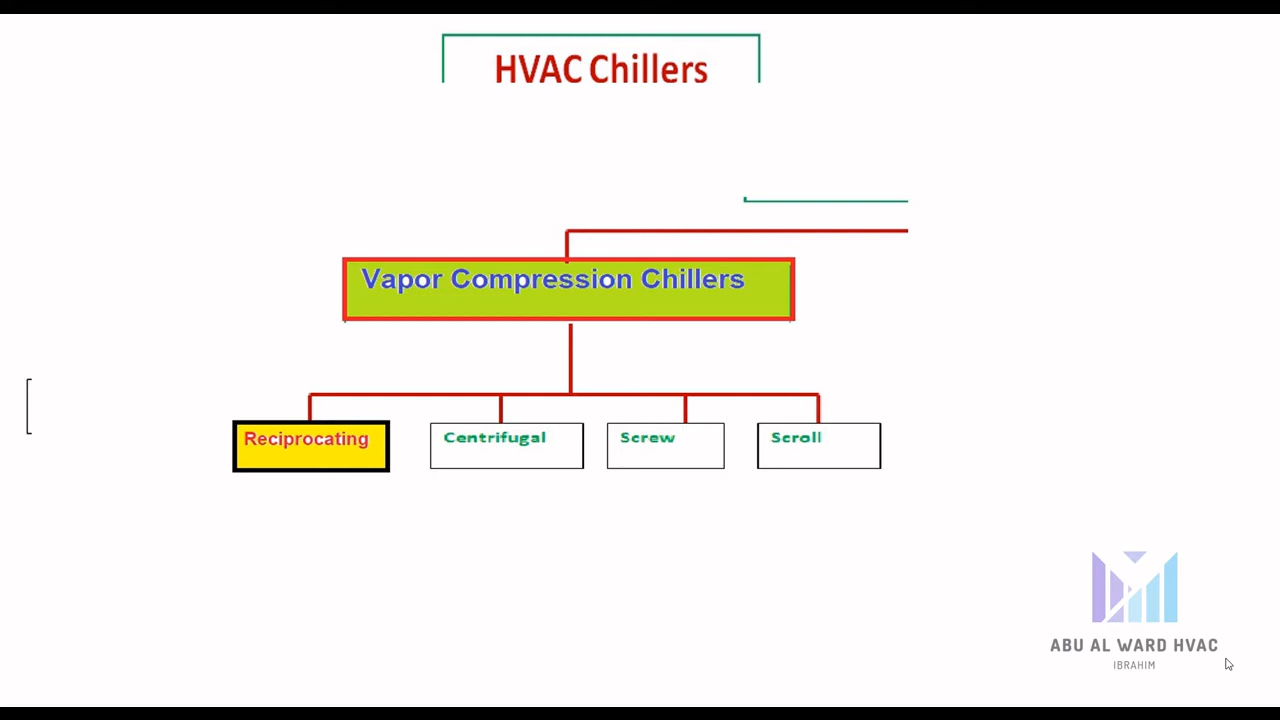 HVAC Chillers
Vapor Compression Chillers
Reciprocating
Centrifugal
Screw
Scroll
ABU AL WARD HVAC
IBRAHIM